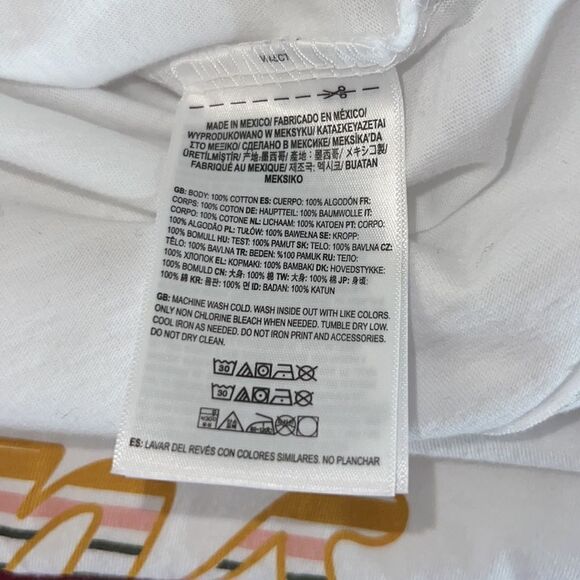 MADE IN MEXICO/ FABRICADO EN MÉXICO/
WYPRODUKOWANO W MEKSYKU/ ΚΑΤΑΣΚΕΥΑΖΕΤΑΙ
ΣΤΟ ΜΕΞΙΚΟ/ СДЕЛАНО В МЕКСИКЕ/ MEKSİKA'DA
ÜRETİLMİŞTİR/ 产地:墨西哥/ 產地:墨西哥/ メキシコ製/
FABRIQUÉ AU MEXIQUE/ 제조국: 멕시코/ BUATAN
MEKSIKO
GB: BODY: 100% COTTON ES: CUERPO: 100% ALGODÓN FR:
CORPS: 100% COTON DE: HAUPTTEIL: 100% BAUMWOLLE IT:
CORPO: 100% COTONE NL: LICHAAM: 100% KATOEN PT: CORPO:
100% ALGODÃO PL: TUŁÓW: 100% BAWEŁNA SE: KROPP:
100% BOMULL HU: TEST: 100% PAMUT SK: TELO: 100% BAVLNA CZ:
TĚLO: 100% BAVLNA TR: BEDEN: %100 PAMUK RU: ТЕЛО:
100% ХЛОПОК EL: ΚΟΡΜΑΚΙ: 100% ΒΑΜΒΑΚΙ DK: HOVEDSTYKKE:
100% BOMULD CN: 大身: 100% 棉 TW: 大身: 100% 棉 JP: 身頃:
100% 綿 KR: 몸판: 100% 면 ID: BADAN: 100% KATUN
GB: MACHINE WASH COLD. WASH INSIDE OUT WITH LIKE COLORS.
ONLY NON CHLORINE BLEACH WHEN NEEDED. TUMBLE DRY LOW.
COOL IRON AS NEEDED. DO NOT IRON PRINT AND ACCESSORIES.
DO NOT DRY CLEAN.
30
30
ES: LAVAR DEL REVÉS CON COLORES SIMILARES. NO PLANCHAR